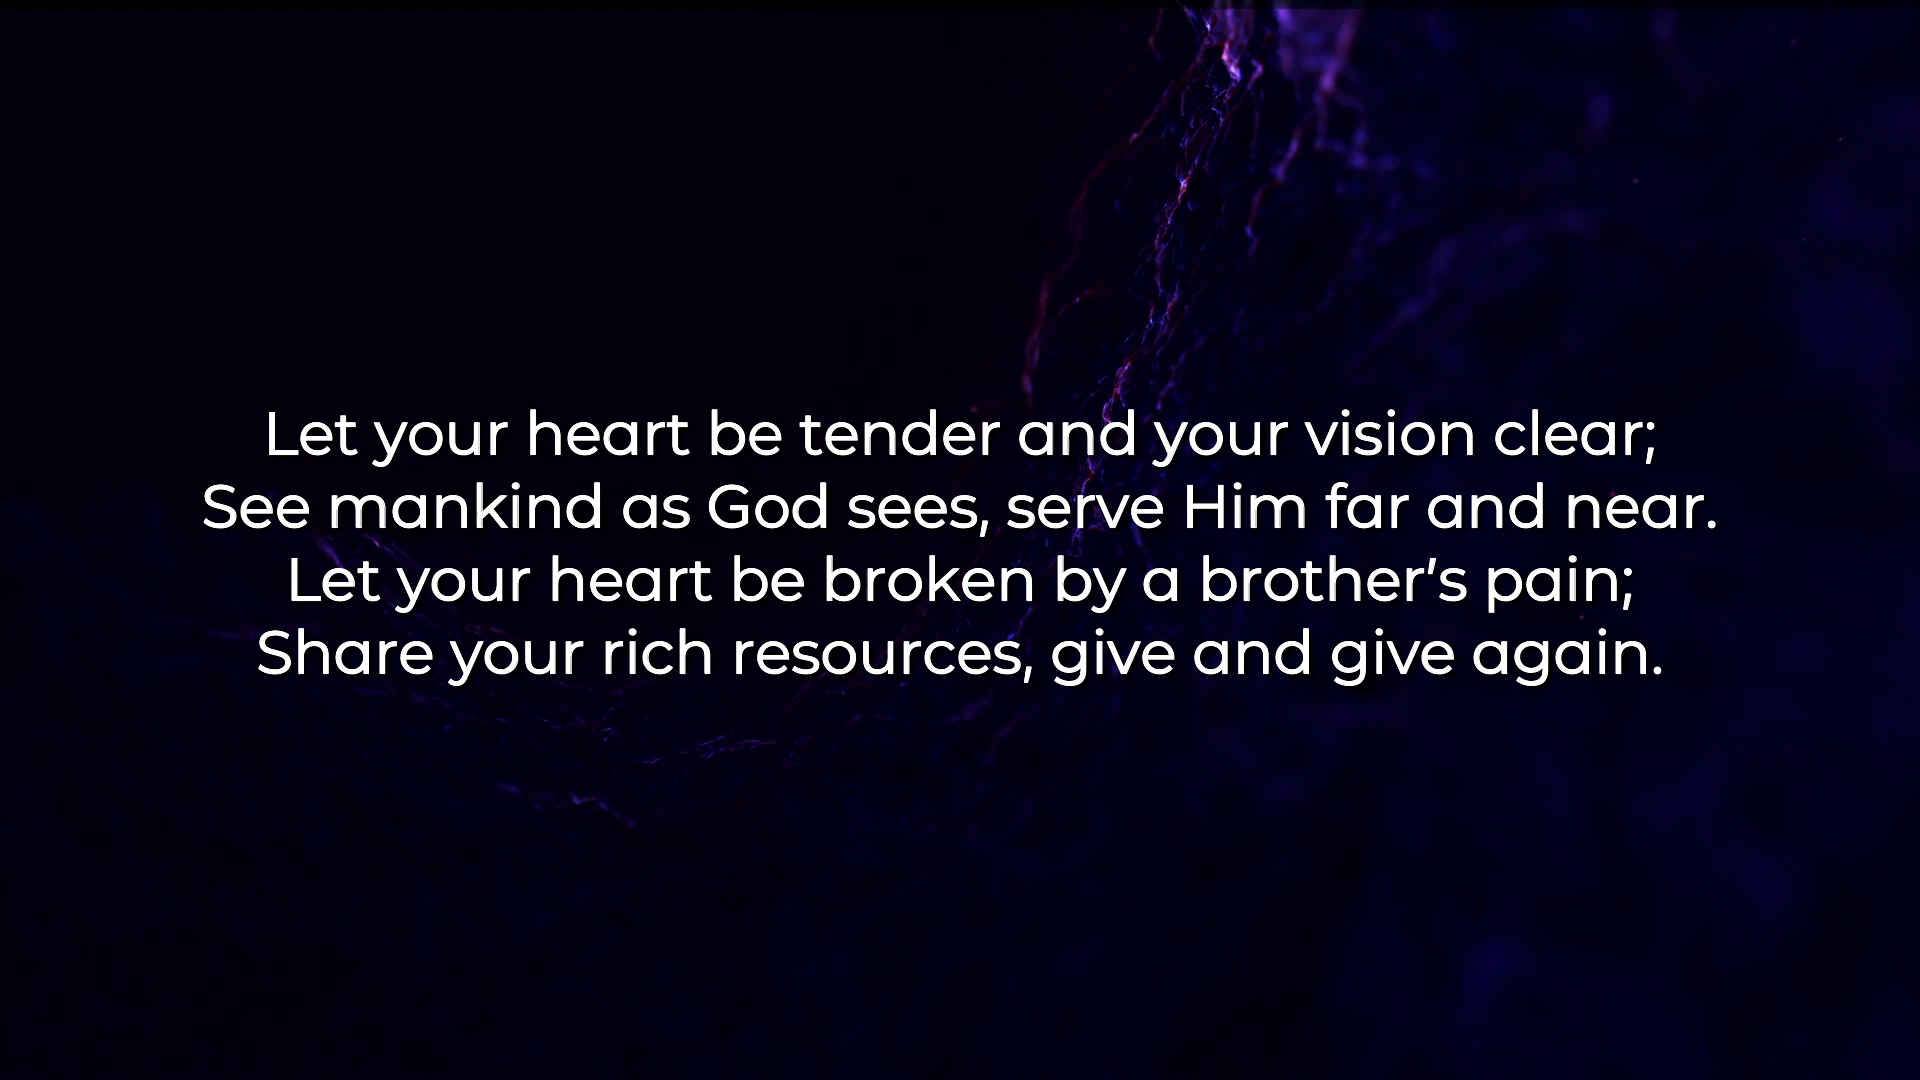 Let your heart be tender and your vision clear;
See mankind as God sees, serve Him far and near.
Let your heart be broken by a brother’s pain;
Share your rich resources, give and give again.